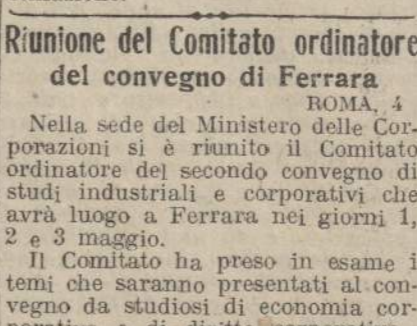 Riunione del Comitato ordinatore
del convegno di Ferrara
ROMA, 4
Nella sede del Ministero delle Cor-
porazioni si è riunito il Comitato
ordinatore del secondo convegno di
studi industriali e corporativi che
avrà luogo a Ferrara nei giorni 1,
2 e 3 maggio.
Il Comitato ha preso in esame i
temi che saranno presentati al con-
vegno da studiosi di economia cor-